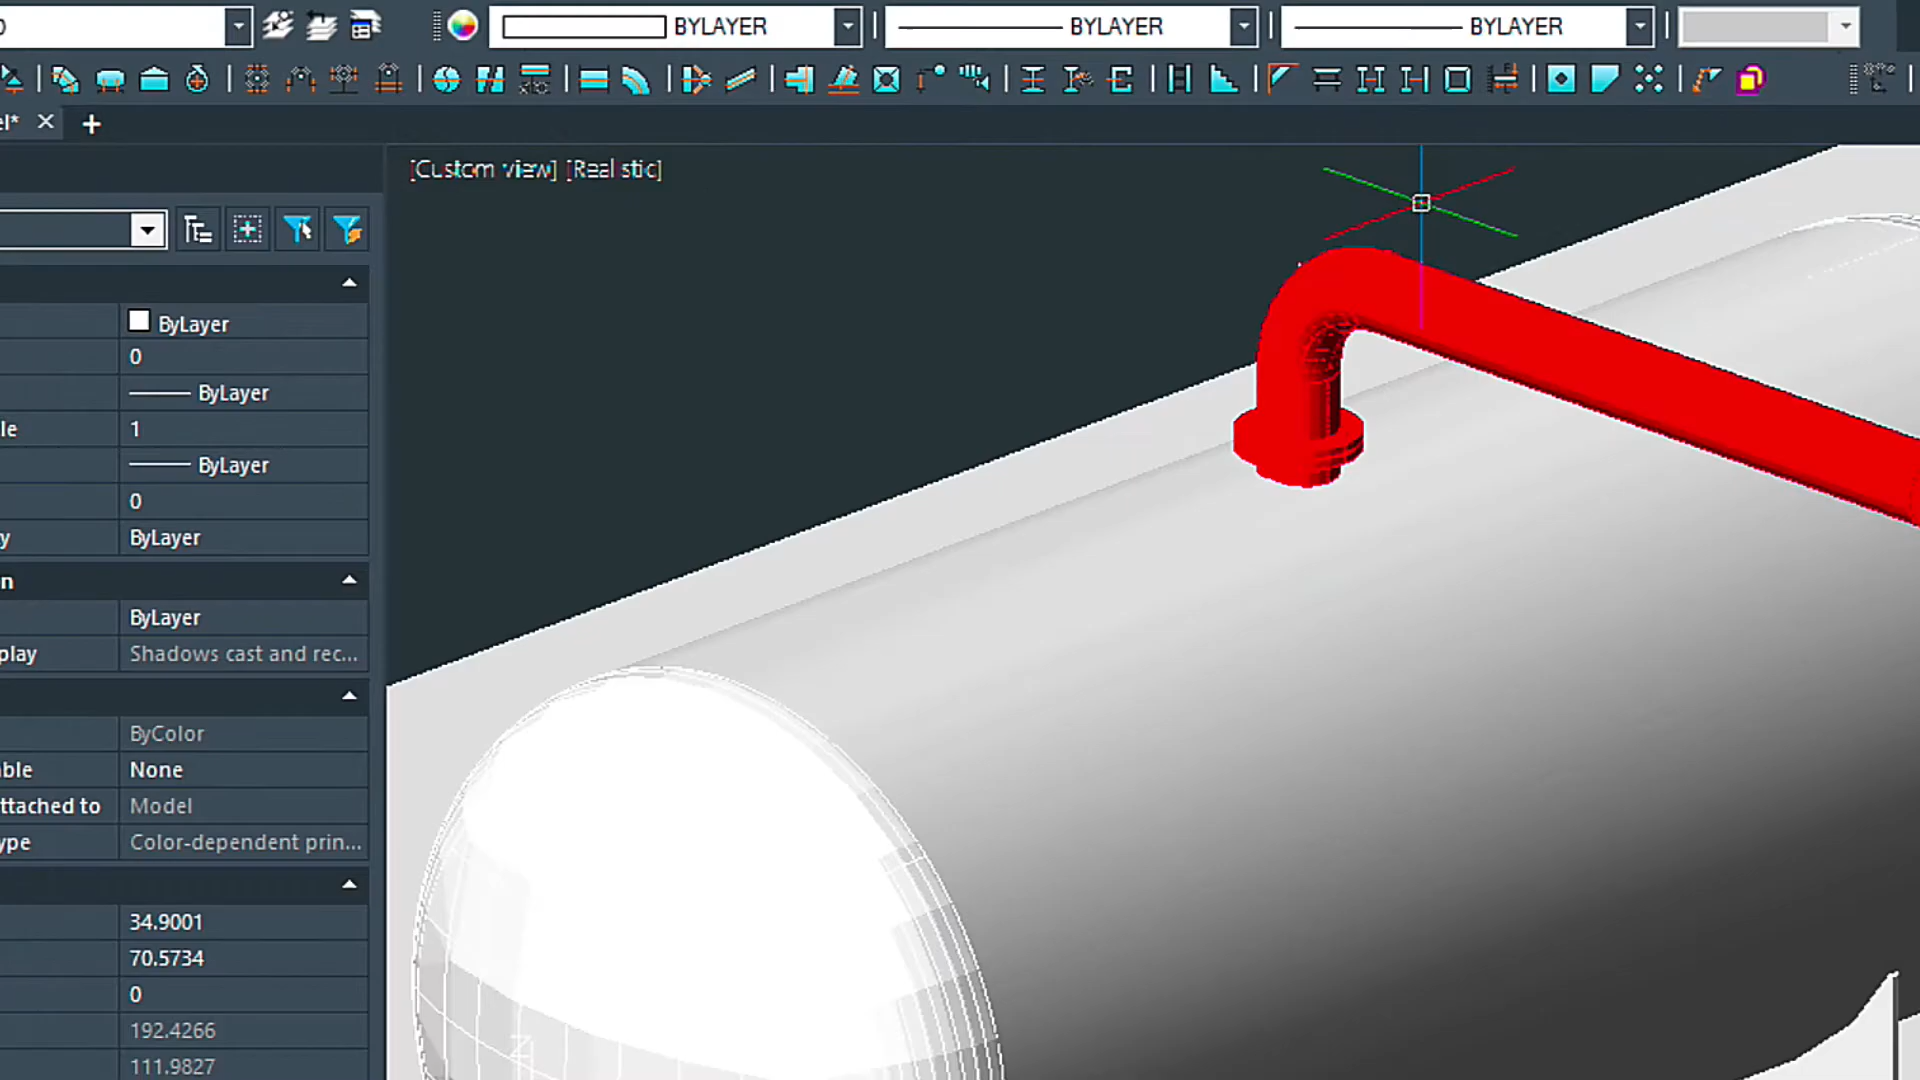 BYLAYER
BYLAYER
BYLAYER
[Custom view] [Realistic]
ByLayer
0
ByLayer
le 1
ByLayer
0
y ByLayer
n
ByLayer
play Shadows cast and rec...
ByColor
ble None
ttached to Model
ype Color-dependent prin...
34.9001
70.5734
0
192.4266
111.9827
el*